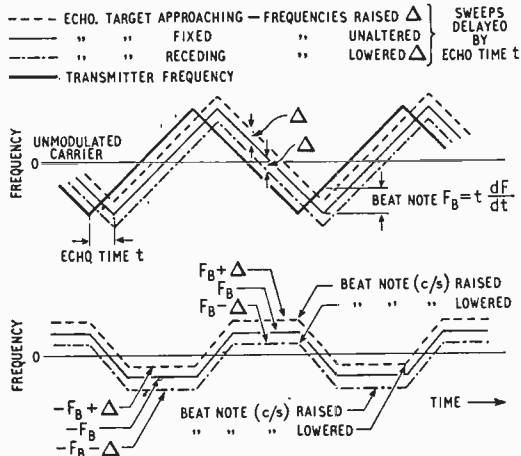 ECHO. TARGET APPROACHING – FREQUENCIES RAISED Δ
„ „ FIXED „ UNALTERED
„ „ RECEDING „ LOWERED Δ
SWEEPS
DELAYED
BY
ECHO TIME t
TRANSMITTER FREQUENCY
FREQUENCY
UNMODULATED
CARRIER
0
Δ
Δ
BEAT NOTE F_B = t dF/dt
ECHO TIME t
FREQUENCY
0
F_B + Δ
F_B
F_B – Δ
BEAT NOTE (c/s) RAISED
„ „ „ LOWERED
–F_B + Δ
–F_B
–F_B – Δ
BEAT NOTE (c/s) RAISED
„ „ „ LOWERED
TIME